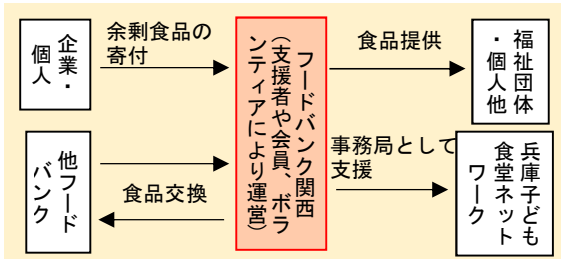 企業・
個人
余剰食品の
寄付
フードバンク関西
（支援者や会員、ボラ
ンティアにより運営）
食品提供
福祉団体
・個人他
他フード
バンク
食品交換
事務局として
支援
兵庫子ども
食堂ネット
ワーク